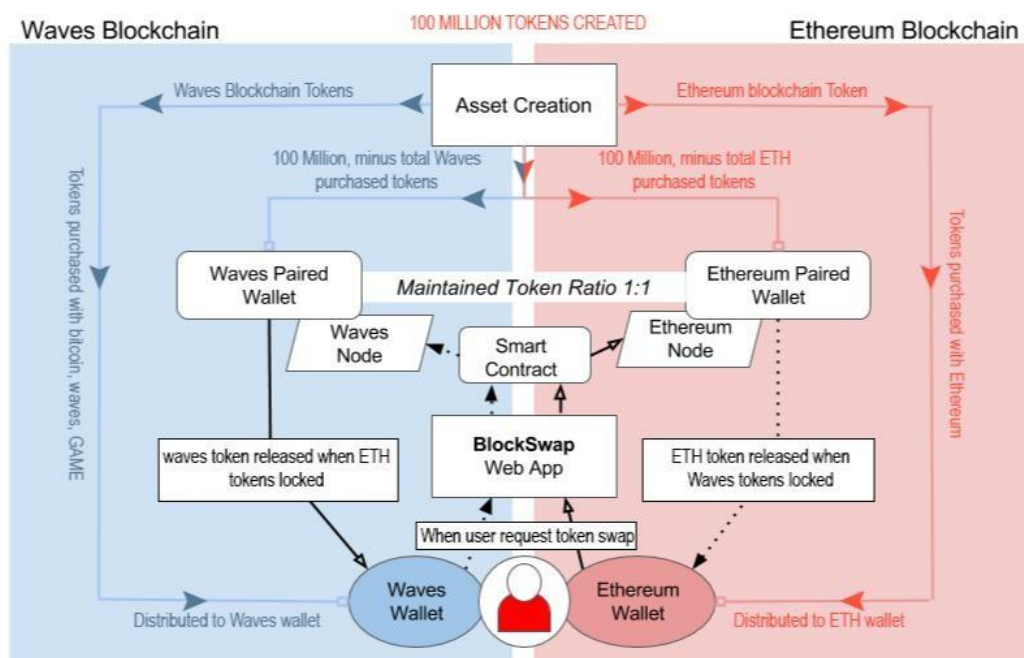 100 MILLION TOKENS CREATED
Waves Blockchain
Ethereum Blockchain
Waves Blockchain Tokens
Asset Creation
Ethereum blockchain Token
100 Million, minus total Waves
purchased tokens
100 Million, minus total ETH
purchased tokens
Tokens purchased with bitcoin, waves, GAME
Tokens purchased with Ethereum
Waves Paired
Wallet
Maintained Token Ratio 1:1
Ethereum Paired
Wallet
Waves
Node
Smart
Contract
Ethereum
Node
waves token released when ETH
tokens locked
BlockSwap
Web App
ETH token released when
Waves tokens locked
When user request token swap
Waves
Wallet
Ethereum
Wallet
Distributed to Waves wallet
Distributed to ETH wallet